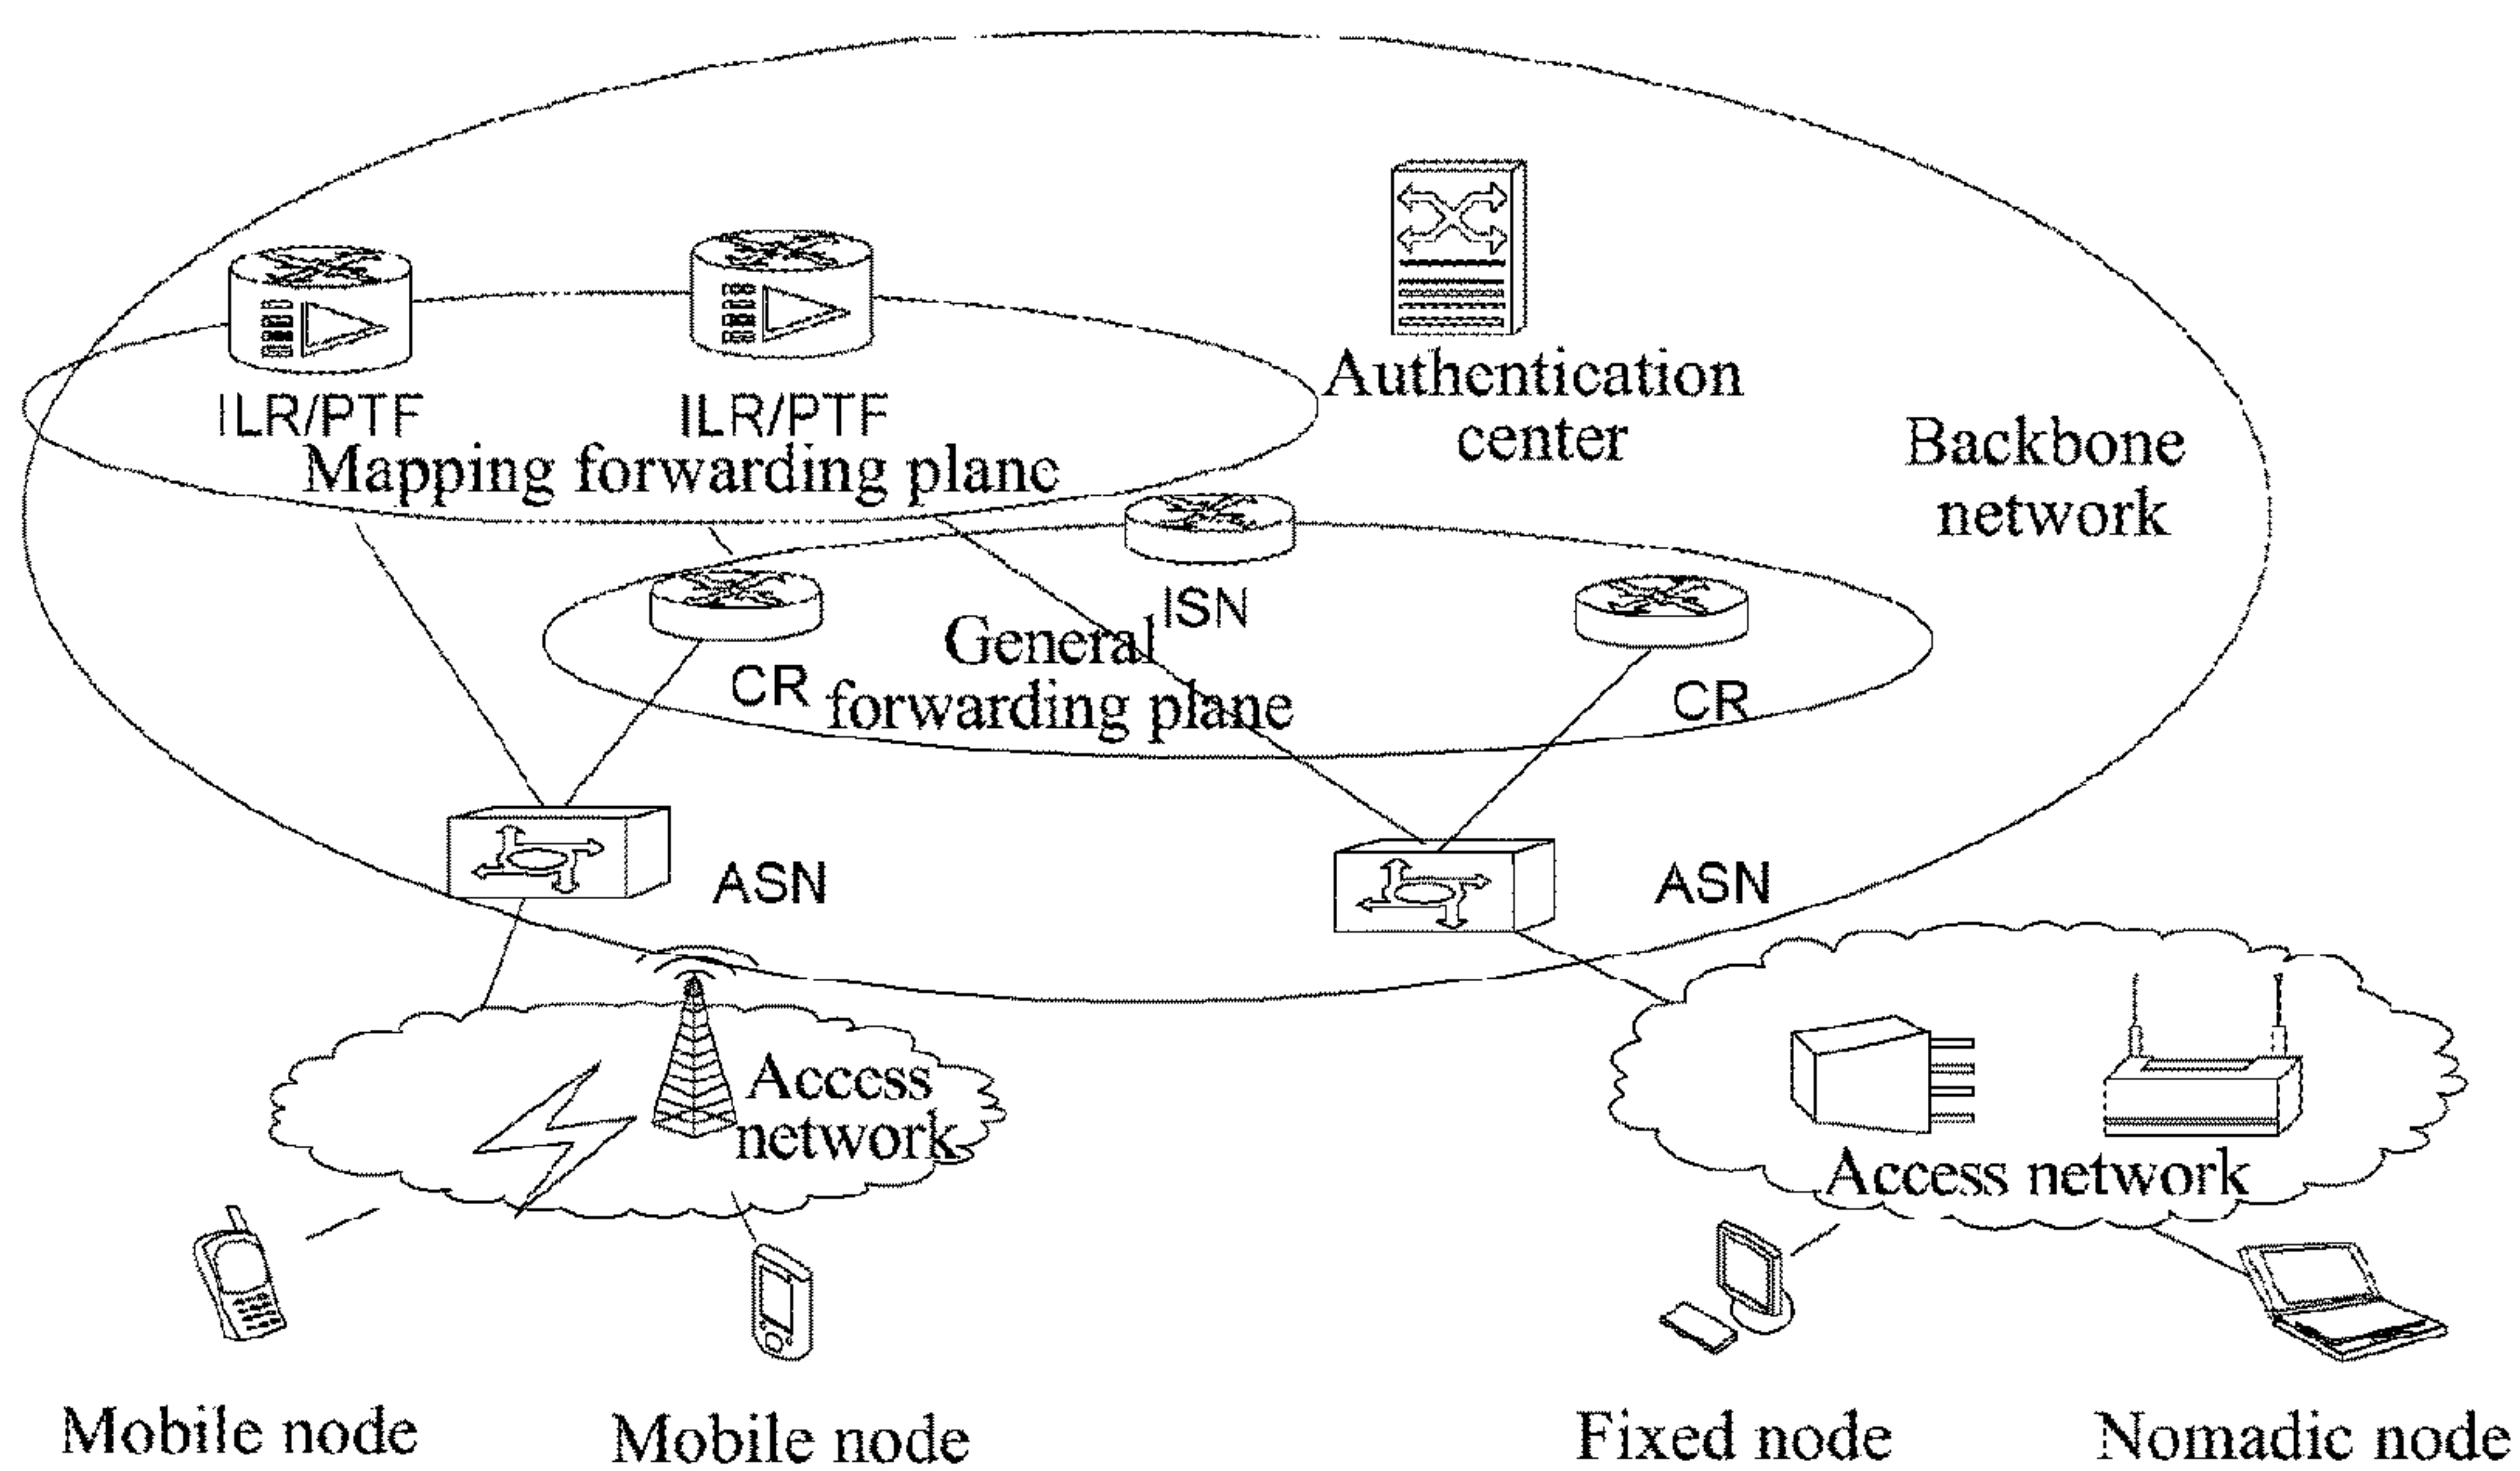 ILR/PTF
ILR/PTF
Mapping forwarding plane
Authentication
center
Backbone
network
ISN
General
forwarding plane
CR
CR
ASN
ASN
Access
network
Access network
Mobile node
Mobile node
Fixed node
Nomadic node